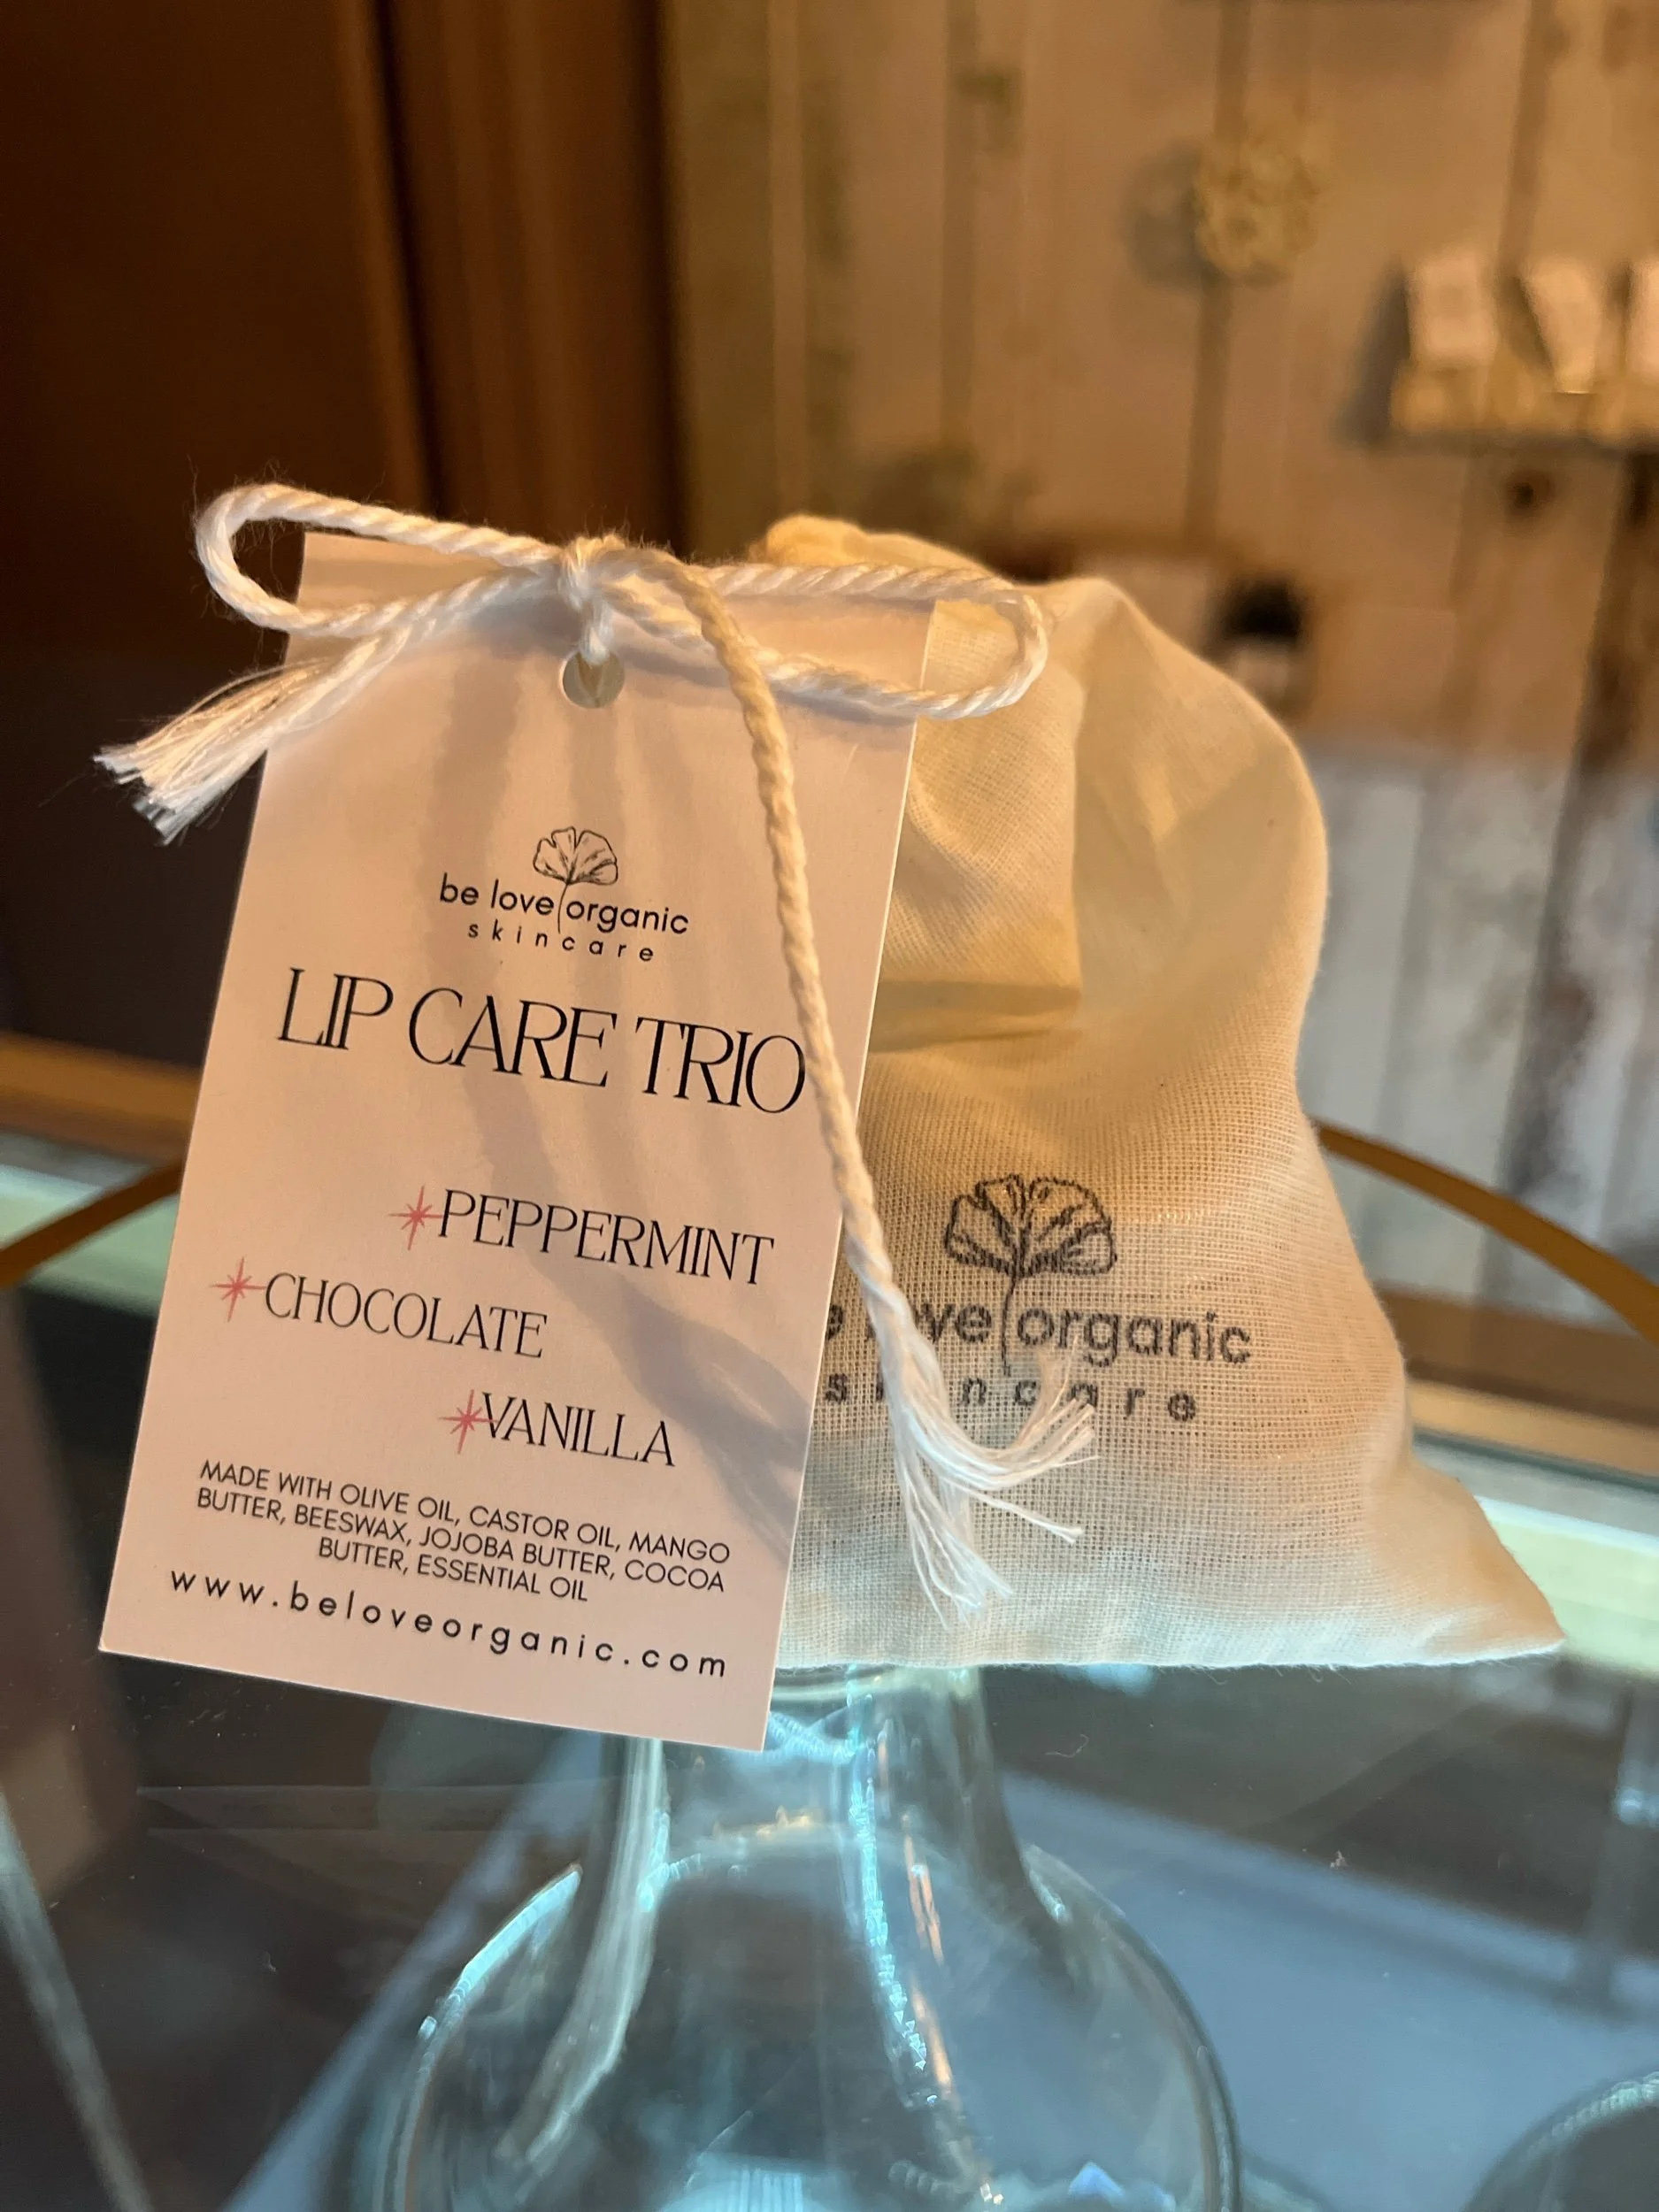 be love organic
skincare
LIP CARE TRIO
PEPPERMINT
CHOCOLATE
VANILLA
MADE WITH OLIVE OIL, CASTOR OIL, MANGO
BUTTER, BEESWAX, JOJOBA BUTTER, COCOA
BUTTER, ESSENTIAL OIL
www.beloveorganic.com
e love organic
skincare